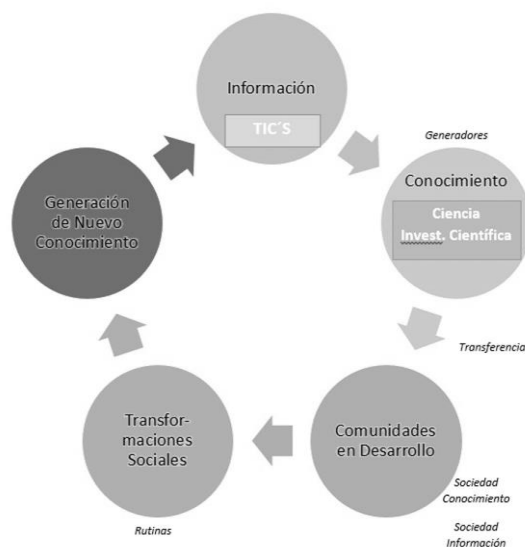 Información
TIC´S
Generadores
Conocimiento
Ciencia
Invest. Científica
Transferencia
Comunidades
en Desarrollo
Sociedad
Conocimiento
Sociedad
Información
Transfor-
maciones
Sociales
Rutinas
Generación
de Nuevo
Conocimiento